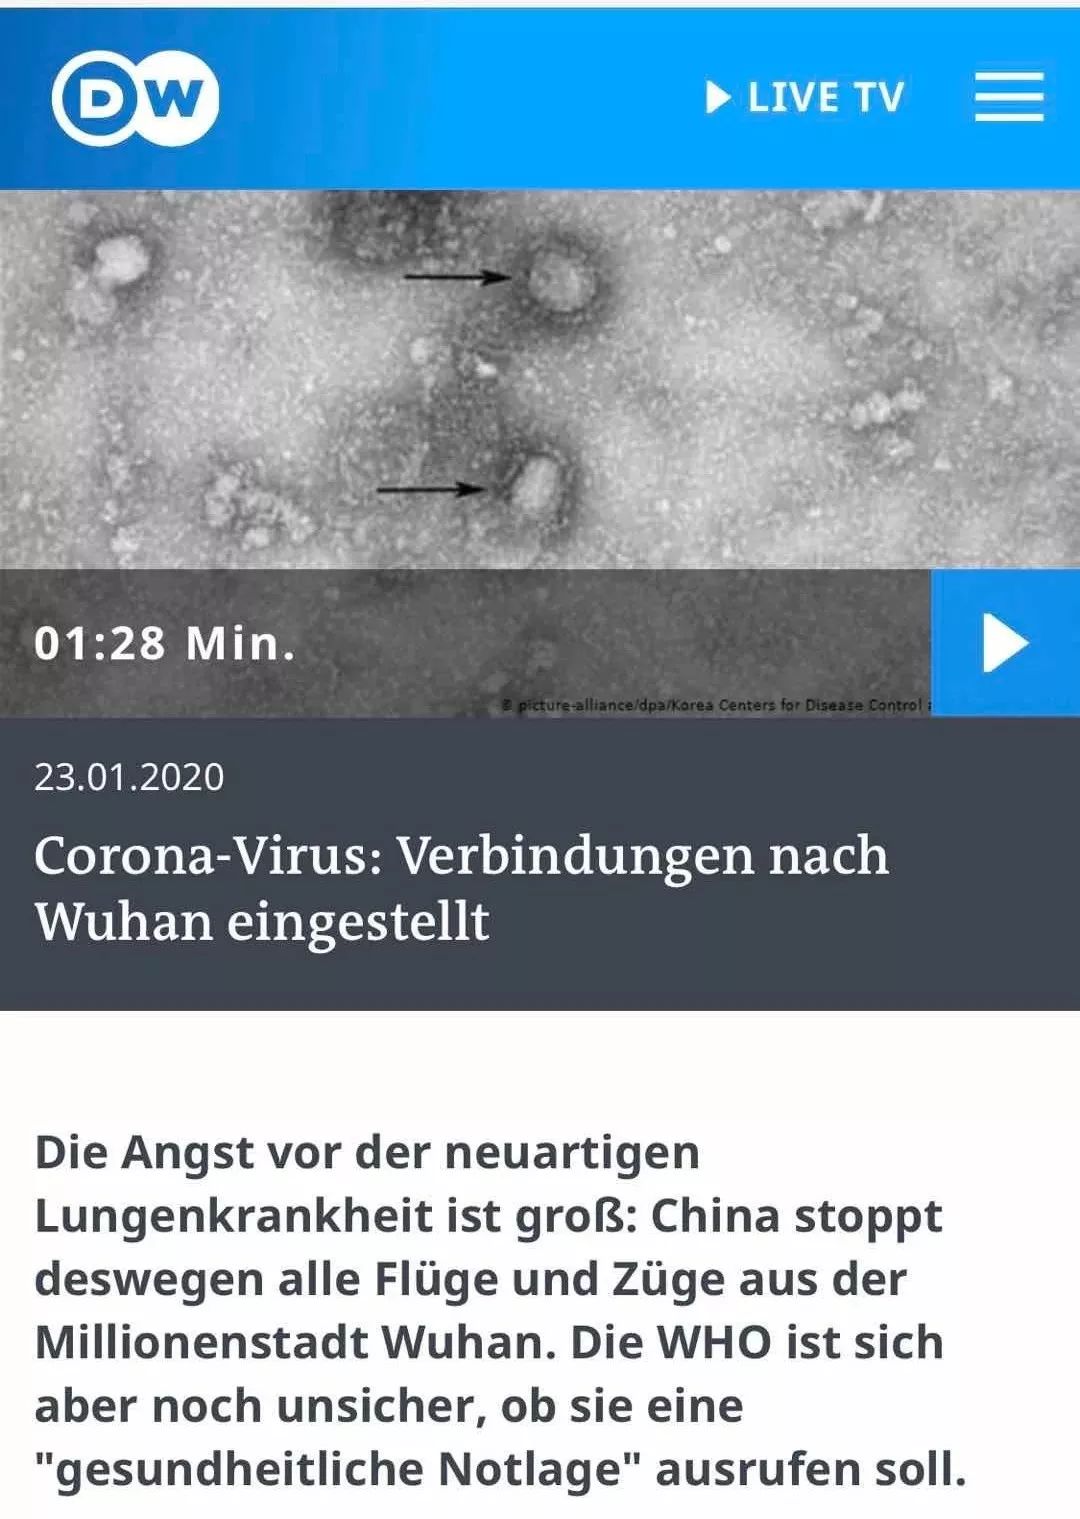 DW
LIVE TV
01:28 Min.
© picture-alliance/dpa/Korea Centers for Disease Control
23.01.2020
Corona-Virus: Verbindungen nach
Wuhan eingestellt
Die Angst vor der neuartigen
Lungenkrankheit ist groß: China stoppt
deswegen alle Flüge und Züge aus der
Millionenstadt Wuhan. Die WHO ist sich
aber noch unsicher, ob sie eine
"gesundheitliche Notlage" ausrufen soll.